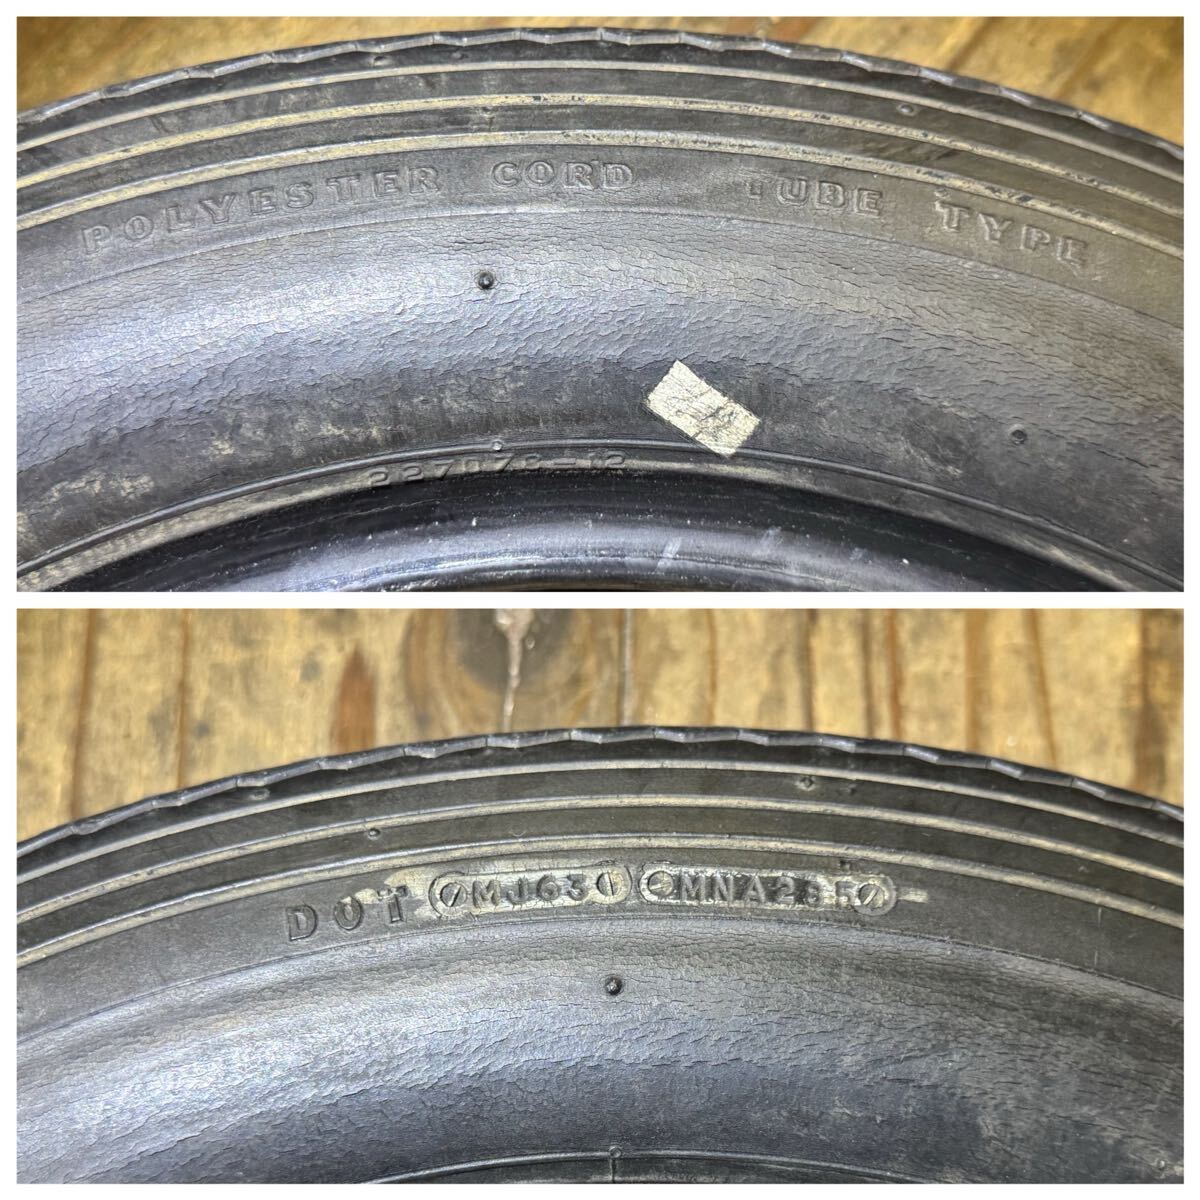 POLYESTER CORD TUBE TYPE
DOT MJ63 MNA285